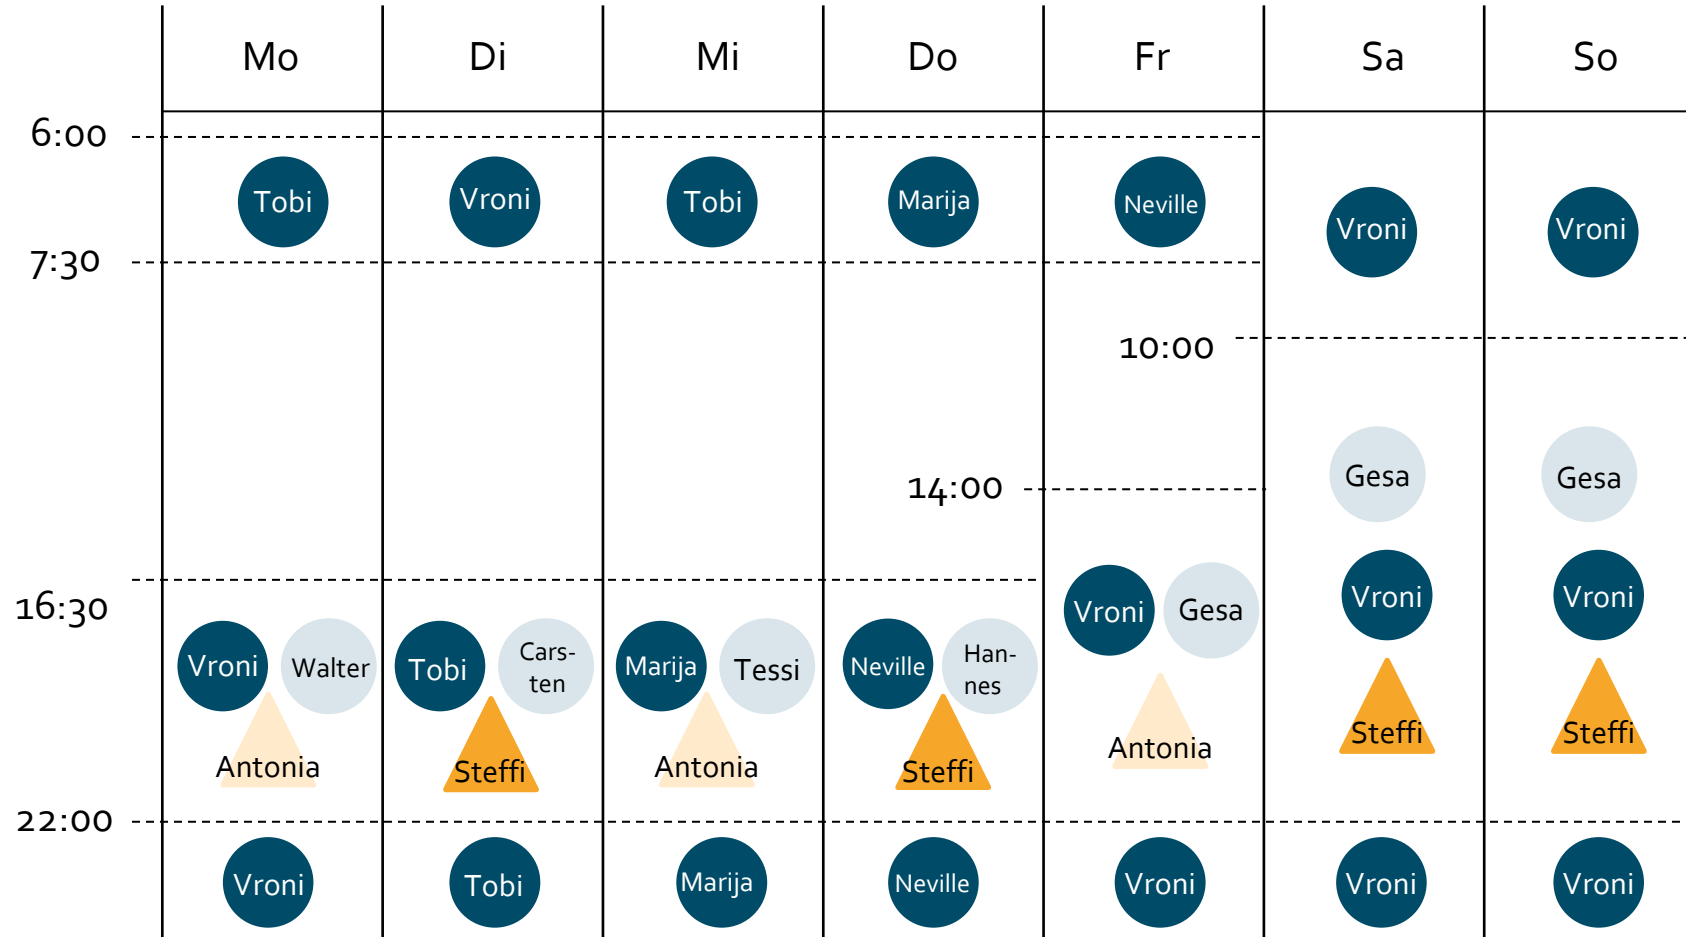 Mo Di Mi Do Fr Sa So
6:00
Tobi Vroni Tobi Marija Neville Vroni Vroni
7:30
10:00
Gesa Gesa
14:00
Vroni Vroni
16:30
Vroni Gesa
Vroni Walter Tobi Cars-
ten Marija Tessi Neville Han-
nes
Steffi Steffi
Antonia Steffi Antonia Steffi Antonia
22:00
Vroni Tobi Marija Neville Vroni Vroni Vroni